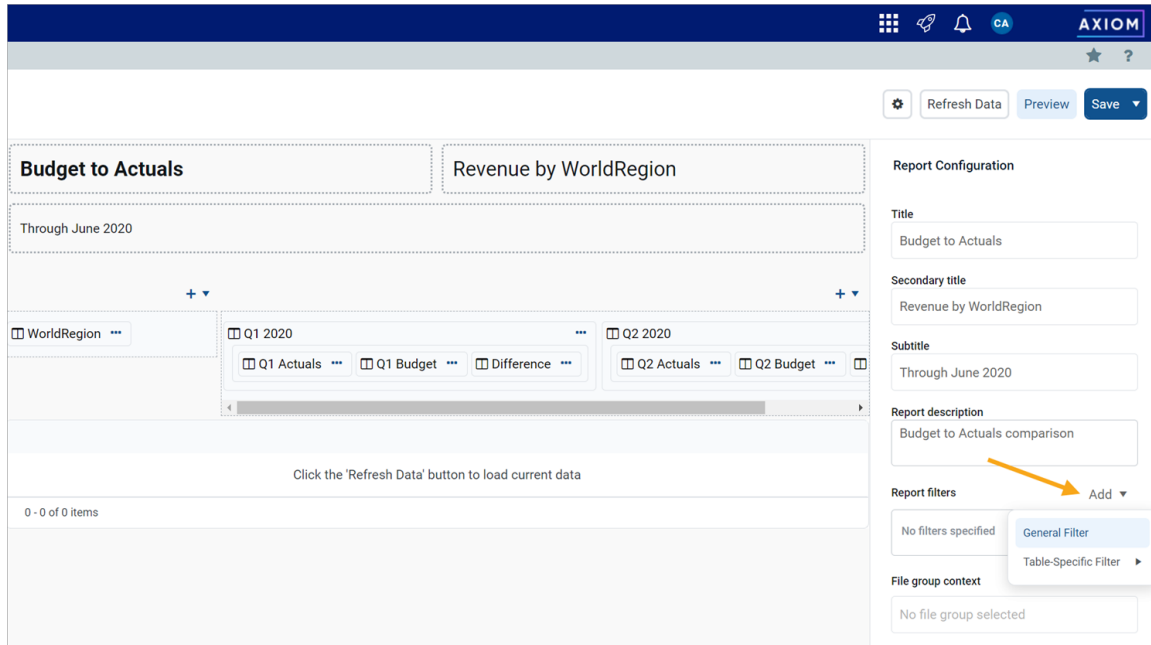 CA
AXIOM
?
Refresh Data
Preview
Save
Budget to Actuals
Revenue by WorldRegion
Through June 2020
WorldRegion
Q1 2020
Q2 2020
Q1 Actuals
Q1 Budget
Difference
Q2 Actuals
Q2 Budget
Click the 'Refresh Data' button to load current data
0 - 0 of 0 items
Report Configuration
Title
Budget to Actuals
Secondary title
Revenue by WorldRegion
Subtitle
Through June 2020
Report description
Budget to Actuals comparison
Report filters
Add
No filters specified
General Filter
Table-Specific Filter
File group context
No file group selected